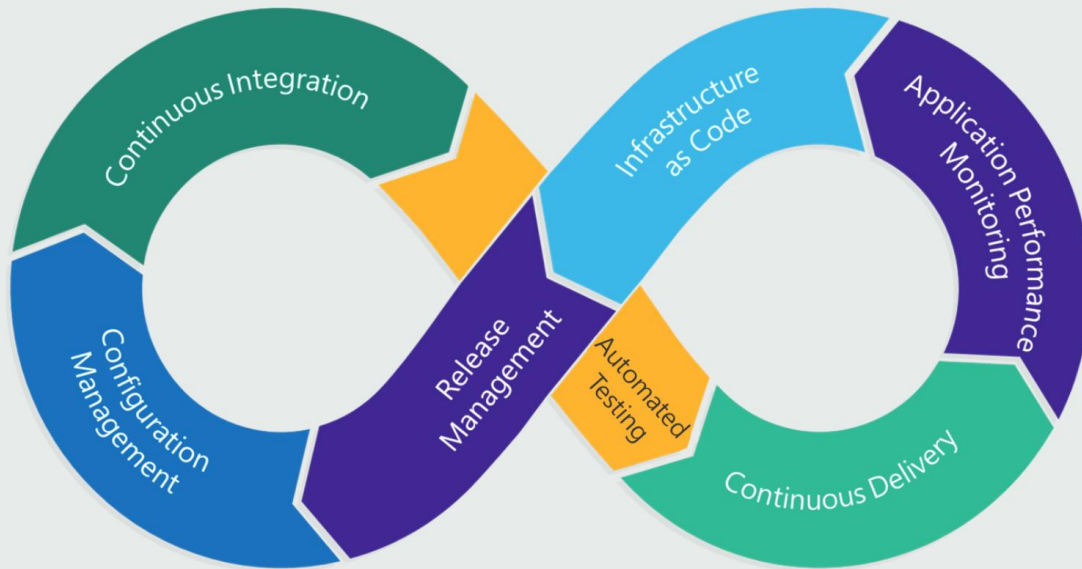 Continuous Integration
Infrastructure
as Code
Application Performance
Monitoring
Configuration
Management
Release
Management
Automated
Testing
Continuous Delivery